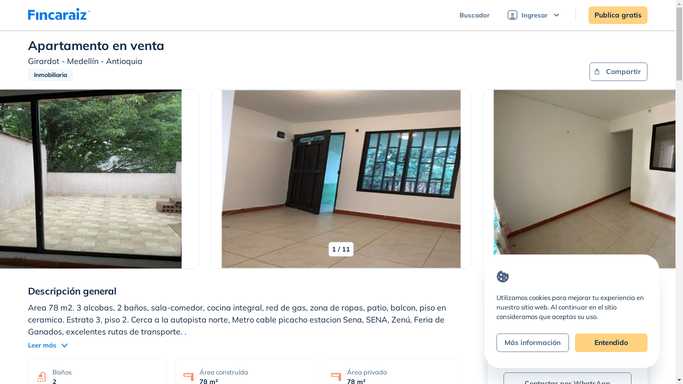 Fincaraiz
Buscador
Ingresar
Publica gratis
Apartamento en venta
Girardot - Medellín - Antioquia
Inmobiliaria
Compartir
1 / 11
Descripción general
Area 78 m2. 3 alcobas, 2 baños, sala-comedor, cocina integral, red de gas, zona de ropas, patio, balcon, piso en
ceramica. Estrato 3, piso 2. Cerca a la autopista norte, Metro cable picacho estacion Sena, SENA, Zenú, Feria de
Ganados, excelentes rutas de transporte. .
Leer más
Baños
2
Área construida
78 m²
Área privada
78 m²
Utilizamos cookies para mejorar tu experiencia en
nuestro sitio web. Al continuar en el sitio
consideramos que aceptas su uso.
Más información
Entendido
Contactar por WhatsApp